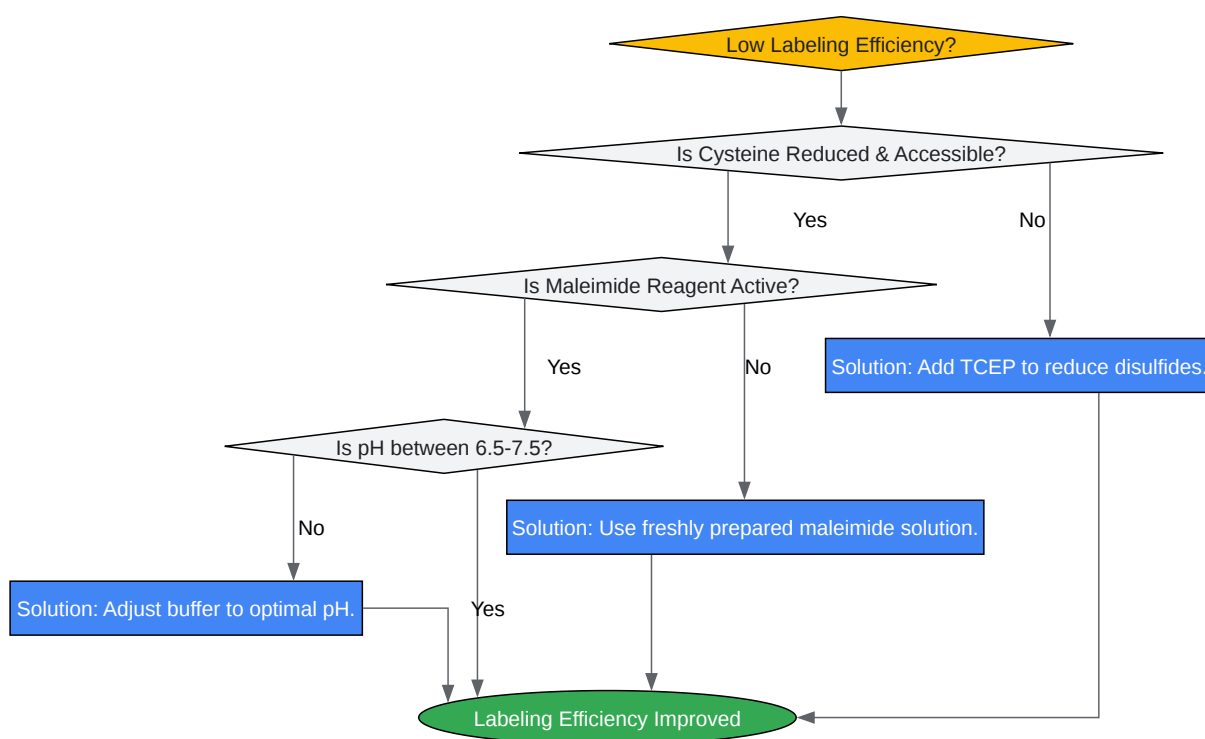 Low Labeling Efficiency?
Is Cysteine Reduced & Accessible?
Yes
No
Is Maleimide Reagent Active?
Yes
No
Solution: Add TCEP to reduce disulfides.
Is pH between 6.5-7.5?
No
Solution: Use freshly prepared maleimide solution.
Solution: Adjust buffer to optimal pH.
Yes
Labeling Efficiency Improved